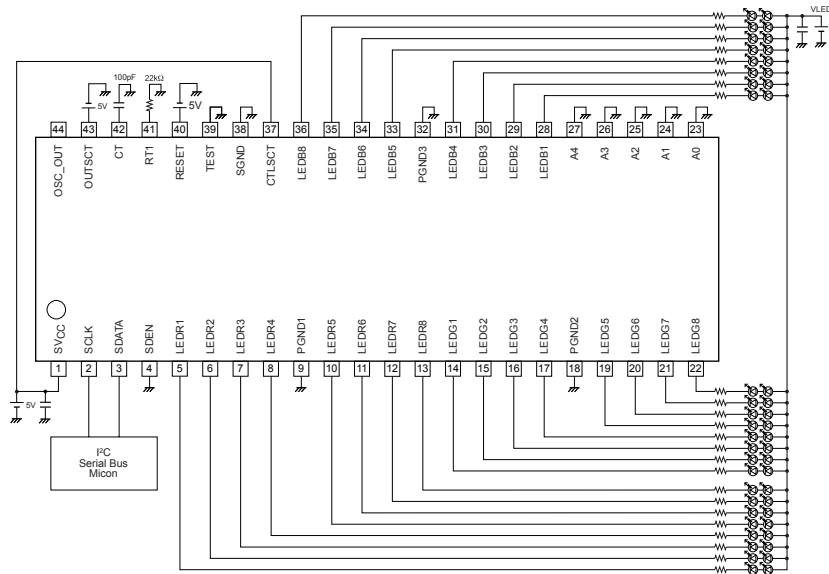 VLED
5V
100pF
22kΩ
5V
44 43 42 41 40 39 38 37 36 35 34 33 32 31 30 29 28 27 26 25 24 23
OSC_OUT OUTSCT CT RT1 RESET TEST SGND CTLSCT LEDB8 LEDB7 LEDB6 LEDB5 PGND3 LEDB4 LEDB3 LEDB2 LEDB1 A4 A3 A2 A1 A0
SVCC SCLK SDATA SDEN LEDR1 LEDR2 LEDR3 LEDR4 PGND1 LEDR5 LEDR6 LEDR7 LEDR8 LEDG1 LEDG2 LEDG3 LEDG4 PGND2 LEDG5 LEDG6 LEDG7 LEDG8
1 2 3 4 5 6 7 8 9 10 11 12 13 14 15 16 17 18 19 20 21 22
5V
I²C
Serial Bus
Micon